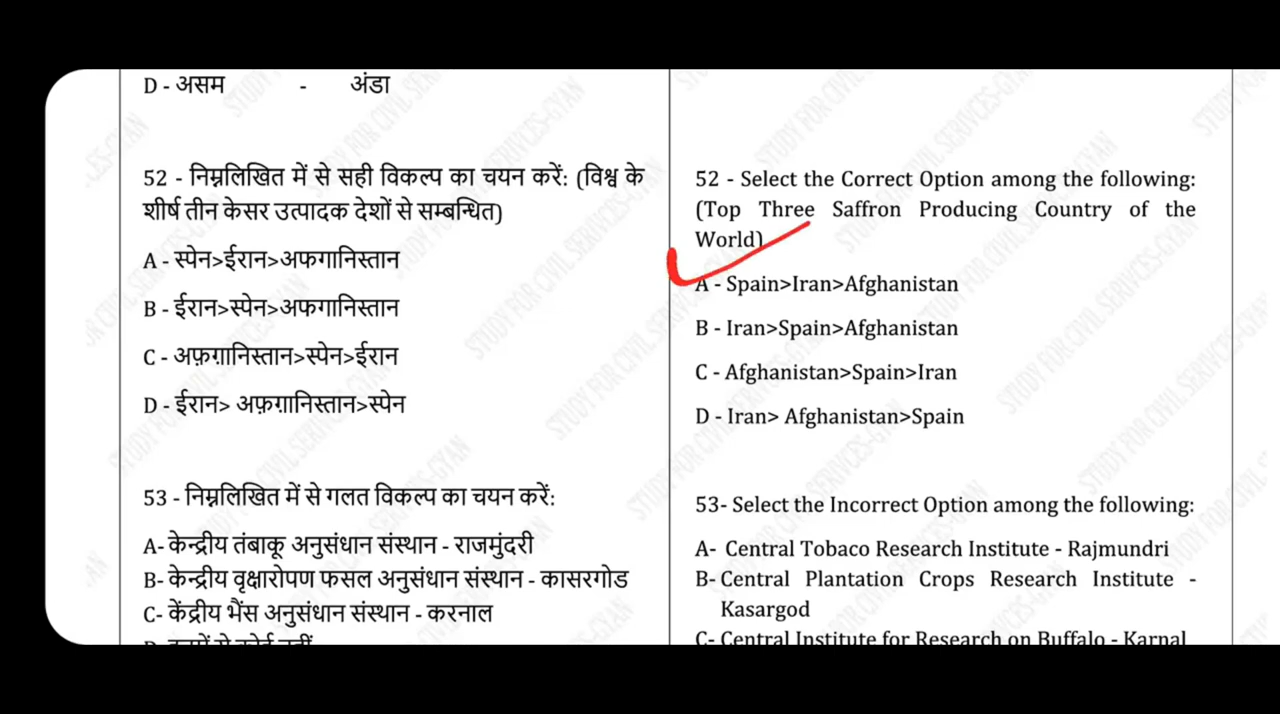 D - असम - अंडा
52 - निम्नलिखित में से सही विकल्प का चयन करें: (विश्व के
शीर्ष तीन केसर उत्पादक देशों से सम्बन्धित)
A - स्पेन>ईरान>अफगानिस्तान
B - ईरान>स्पेन>अफगानिस्तान
C - अफ़ग़ानिस्तान>स्पेन>ईरान
D - ईरान> अफ़ग़ानिस्तान>स्पेन
53 - निम्नलिखित में से गलत विकल्प का चयन करें:
A- केन्द्रीय तंबाकू अनुसंधान संस्थान - राजमुंदरी
B- केन्द्रीय वृक्षारोपण फसल अनुसंधान संस्थान - कासरगोड
C- केंद्रीय भैंस अनुसंधान संस्थान - करनाल
52 - Select the Correct Option among the following:
(Top Three Saffron Producing Country of the
World)
A - Spain>Iran>Afghanistan
B - Iran>Spain>Afghanistan
C - Afghanistan>Spain>Iran
D - Iran> Afghanistan>Spain
53- Select the Incorrect Option among the following:
A- Central Tobaco Research Institute - Rajmundri
B- Central Plantation Crops Research Institute -
Kasargod
C- Central Institute for Research on Buffalo - Karnal